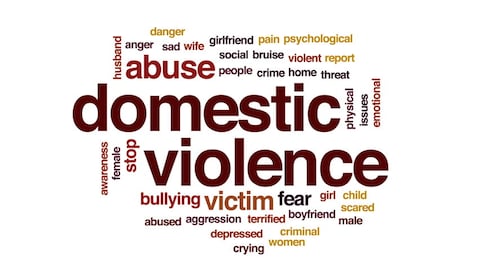 danger
husband
anger sad wife girlfriend pain psychological
social bruise violent report
abuse people crime home threat
domestic physical issues emotional
awareness female stop violence
bullying victim fear girl child
scared
abused aggression terrified boyfriend male
depressed criminal
women
crying